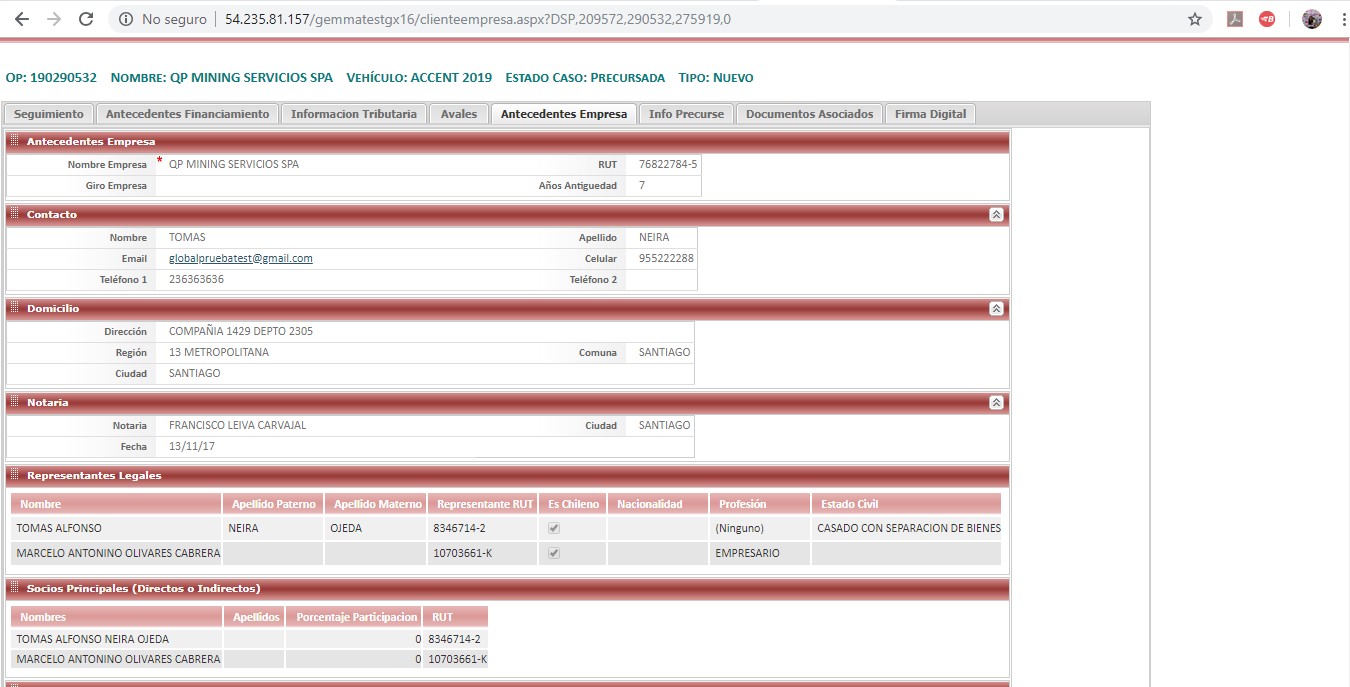 No seguro | 54.235.81.157/gemmatestgx16/clienteempresa.aspx?DSP,209572,290532,275919,0
OP: 190290532 NOMBRE: QP MINING SERVICIOS SPA VEHÍCULO: ACCENT 2019 ESTADO CASO: PRECURSADA TIPO: NUEVO
Seguimiento Antecedentes Financiamiento Informacion Tributaria Avales Antecedentes Empresa Info Precurse Documentos Asociados Firma Digital
Antecedentes Empresa
Nombre Empresa * QP MINING SERVICIOS SPA RUT 76822784-5
Giro Empresa Años Antiguedad 7
Contacto
Nombre TOMAS Apellido NEIRA
Email globalpruebatest@gmail.com Celular 955222288
Teléfono 1 236363636 Teléfono 2
Domicilio
Dirección COMPAÑIA 1429 DEPTO 2305
Región 13 METROPOLITANA Comuna SANTIAGO
Ciudad SANTIAGO
Notaria
Notaria FRANCISCO LEIVA CARVAJAL Ciudad SANTIAGO
Fecha 13/11/17
Representantes Legales
Nombre Apellido Paterno Apellido Materno Representante RUT Es Chileno Nacionalidad Profesión Estado Civil
TOMAS ALFONSO NEIRA OJEDA 8346714-2 (Ninguno) CASADO CON SEPARACION DE BIENES
MARCELO ANTONINO OLIVARES CABRERA 10703661-K EMPRESARIO
Socios Principales (Directos o Indirectos)
Nombres Apellidos Porcentaje Participacion RUT
TOMAS ALFONSO NEIRA OJEDA 0 8346714-2
MARCELO ANTONINO OLIVARES CABRERA 0 10703661-K